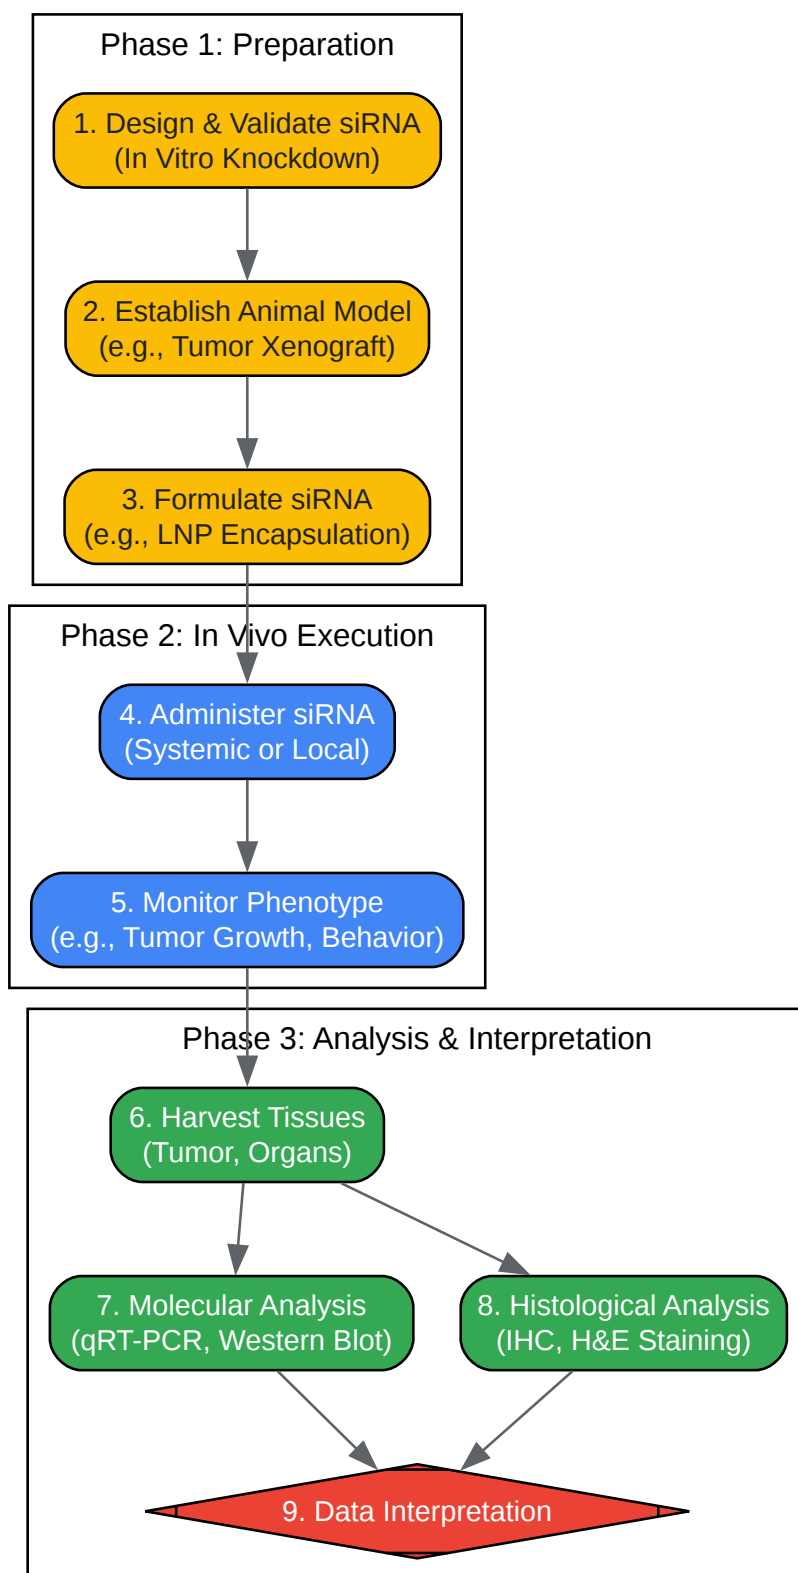 Phase 1: Preparation
1. Design & Validate siRNA
(In Vitro Knockdown)
2. Establish Animal Model
(e.g., Tumor Xenograft)
3. Formulate siRNA
(e.g., LNP Encapsulation)
Phase 2: In Vivo Execution
4. Administer siRNA
(Systemic or Local)
5. Monitor Phenotype
(e.g., Tumor Growth, Behavior)
Phase 3: Analysis & Interpretation
6. Harvest Tissues
(Tumor, Organs)
7. Molecular Analysis
(qRT-PCR, Western Blot)
8. Histological Analysis
(IHC, H&E Staining)
9. Data Interpretation